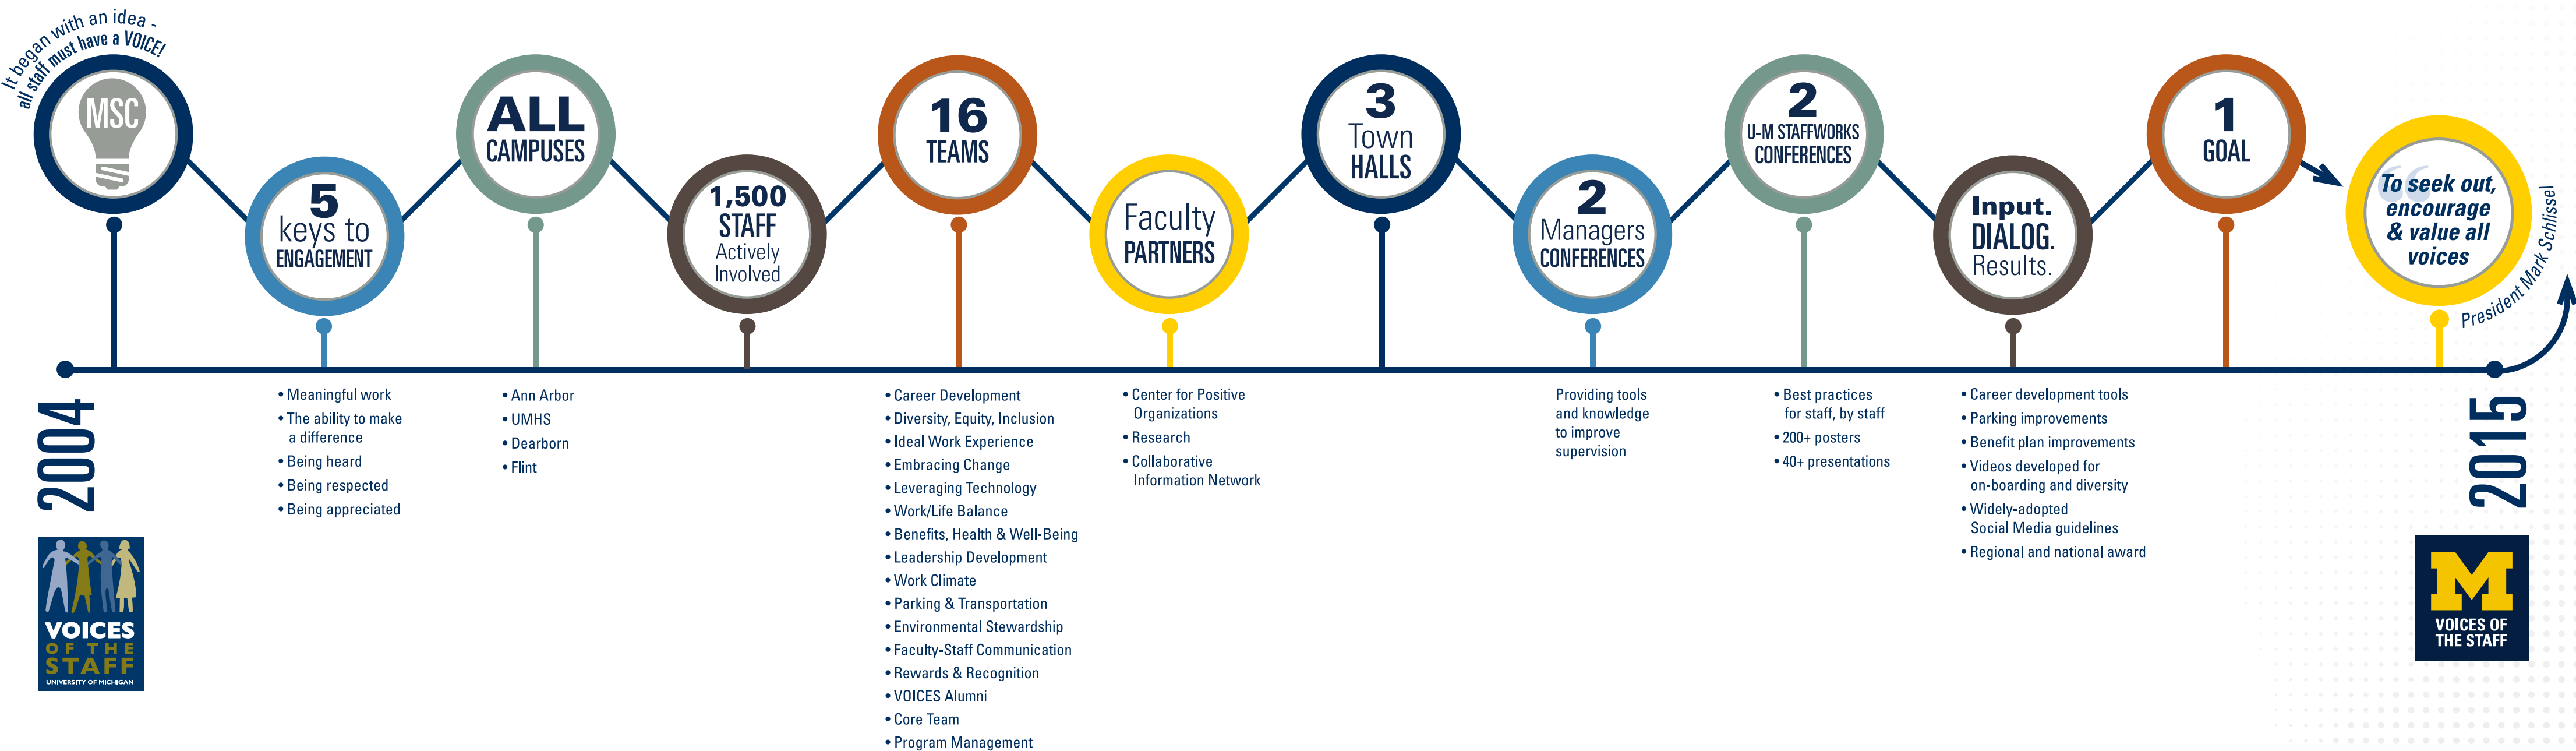 It began with an idea -
all staff must have a VOICE!
MSC
5
keys to
ENGAGEMENT
ALL
CAMPUSES
1,500
STAFF
Actively
Involved
16
TEAMS
Faculty
PARTNERS
3
Town
HALLS
2
Managers
CONFERENCES
2
U-M STAFFWORKS
CONFERENCES
Input.
DIALOG.
Results.
1
GOAL
“
To seek out,
encourage
& value all
voices
President Mark Schlissel
2004
• Meaningful work
• The ability to make
a difference
• Being heard
• Being respected
• Being appreciated
• Ann Arbor
• UMHS
• Dearborn
• Flint
• Career Development
• Diversity, Equity, Inclusion
• Ideal Work Experience
• Embracing Change
• Leveraging Technology
• Work/Life Balance
• Benefits, Health & Well-Being
• Leadership Development
• Work Climate
• Parking & Transportation
• Environmental Stewardship
• Faculty-Staff Communication
• Rewards & Recognition
• VOICES Alumni
• Core Team
• Program Management
• Center for Positive
Organizations
• Research
• Collaborative
Information Network
Providing tools
and knowledge
to improve
supervision
• Best practices
for staff, by staff
• 200+ posters
• 40+ presentations
• Career development tools
• Parking improvements
• Benefit plan improvements
• Videos developed for
on-boarding and diversity
• Widely-adopted
Social Media guidelines
• Regional and national award
2015
VOICES
OF THE
STAFF
UNIVERSITY OF MICHIGAN
M
VOICES OF
THE STAFF